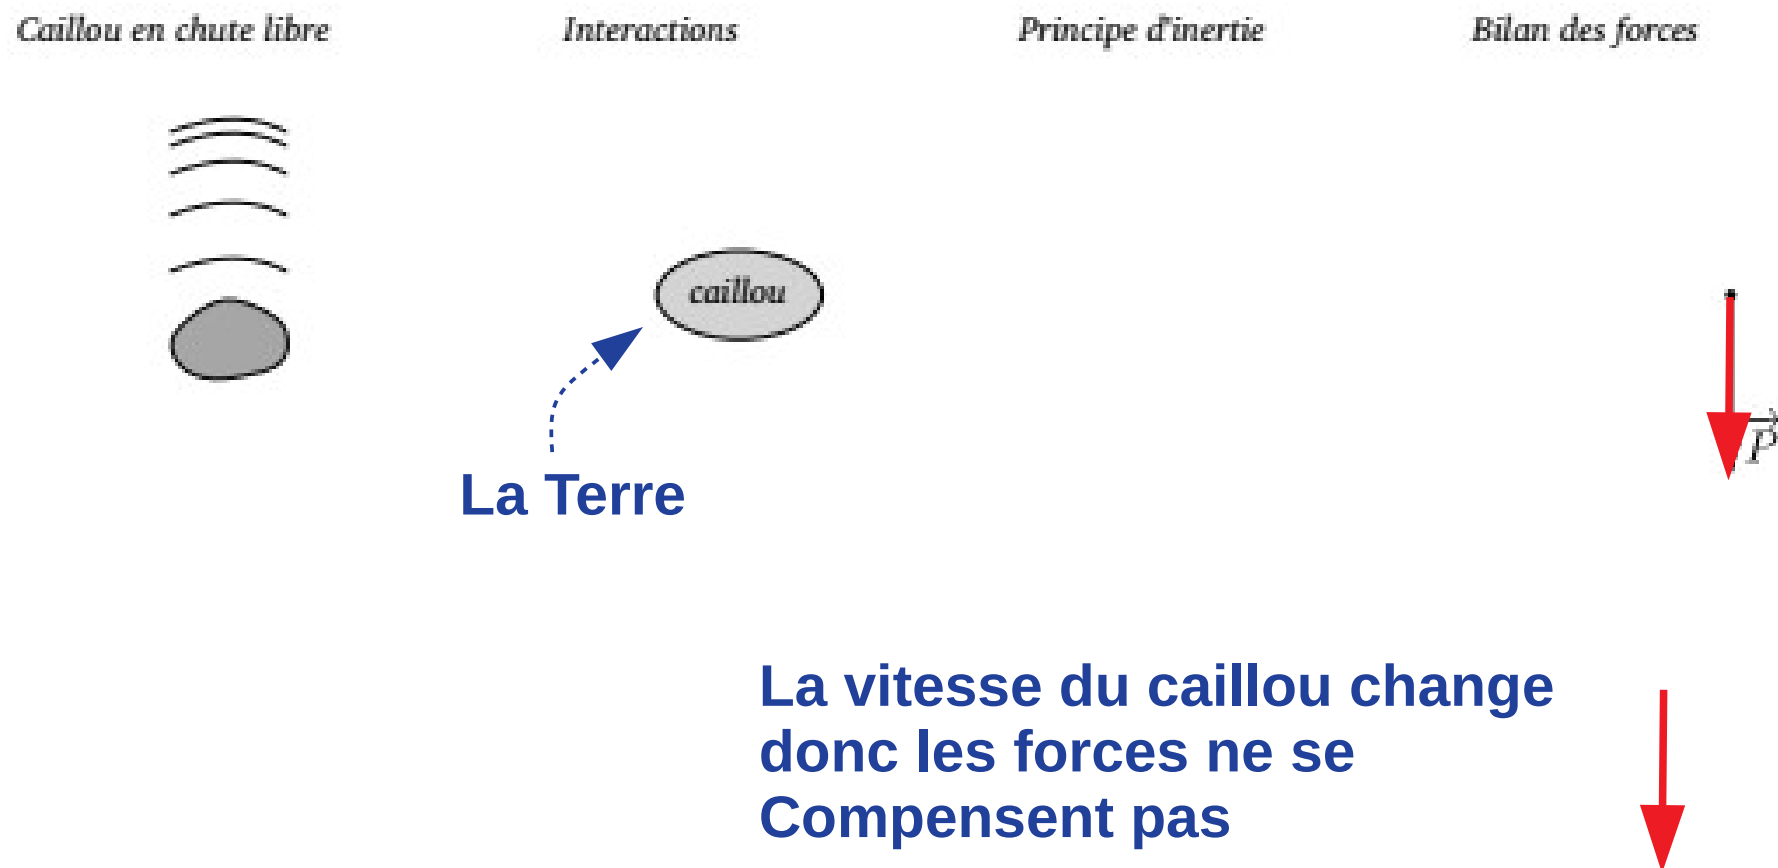 Caillou en chute libre
Interactions
Principe d'inertie
Bilan des forces
caillou
P
La Terre
La vitesse du caillou change
donc les forces ne se
Compensent pas